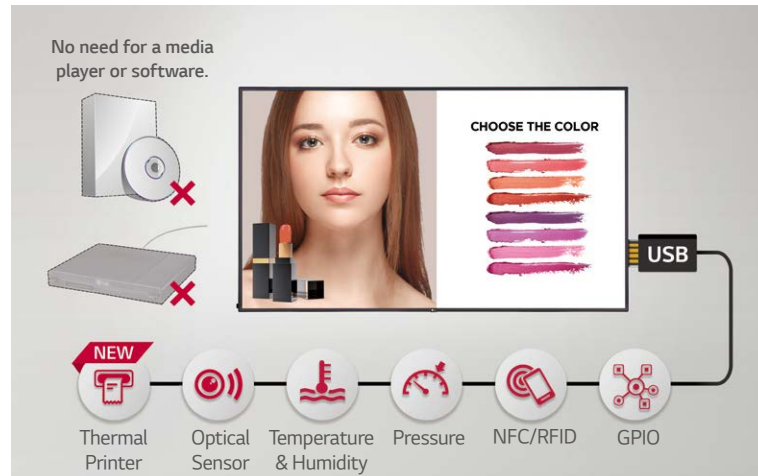 No need for a media
player or software.
CHOOSE THE COLOR
USB
NEW
Thermal
Printer
Optical
Sensor
Temperature
& Humidity
Pressure
NFC/RFID
GPIO